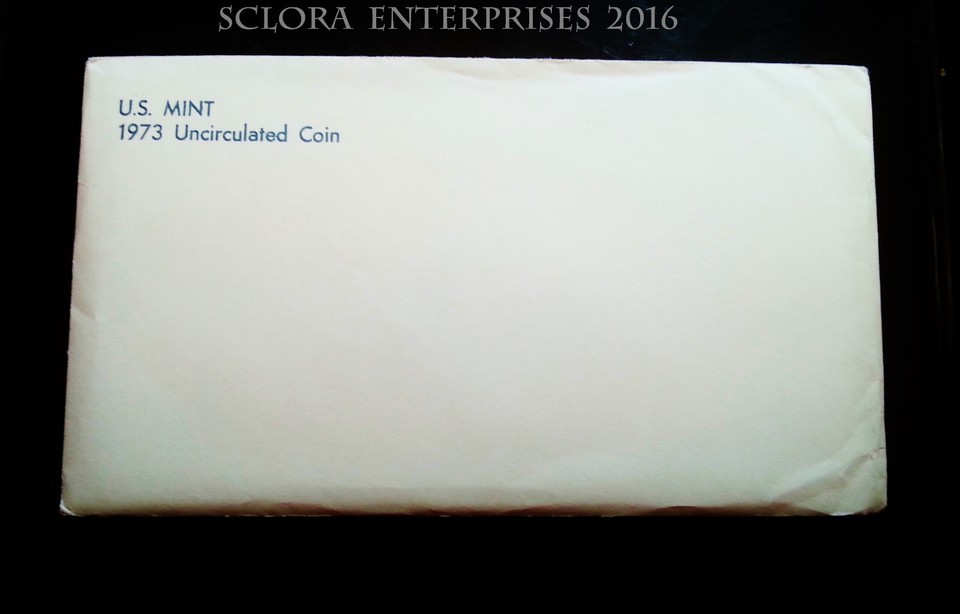 SCLORA ENTERPRISES 2016
U.S. MINT
1973 Uncirculated Coin